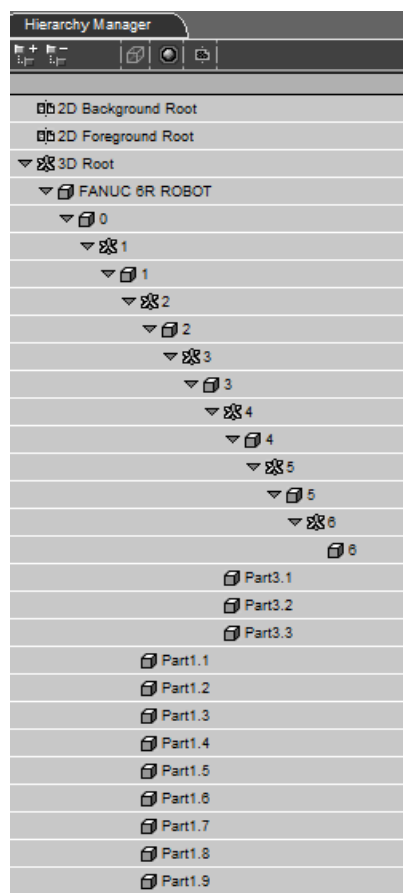 Hierarchy Manager
2D Background Root
2D Foreground Root
3D Root
FANUC 6R ROBOT
0
1
1
2
2
3
3
4
4
5
5
6
6
Part3.1
Part3.2
Part3.3
Part1.1
Part1.2
Part1.3
Part1.4
Part1.5
Part1.6
Part1.7
Part1.8
Part1.9